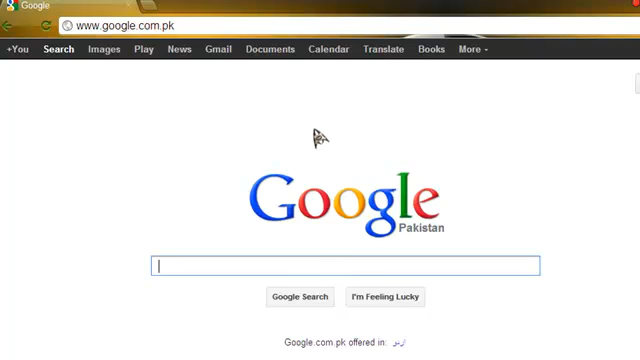 Google
www.google.com.pk
+You Search Images Play News Gmail Documents Calendar Translate Books More
Google
Pakistan
Google Search I'm Feeling Lucky
Google.com.pk offered in: اردو